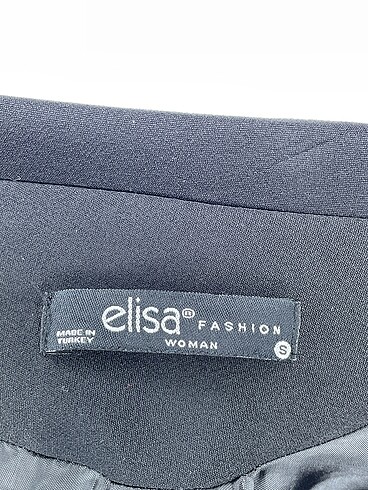 elisa® FASHION
MADE IN
TURKEY
WOMAN
S